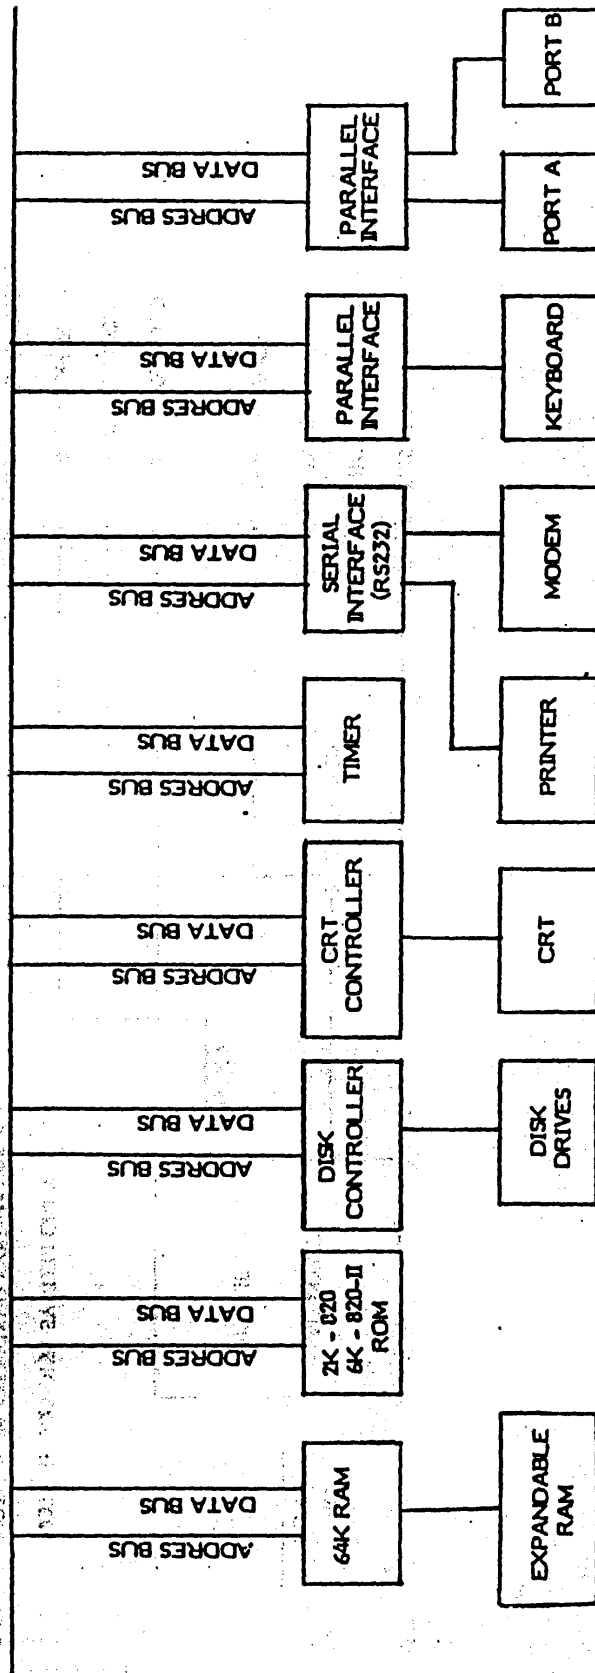 ADDRES BUS
DATA BUS
64K RAM
EXPANDABLE
RAM
ADDRES BUS
DATA BUS
2K - 820
6K - 820-II
ROM
ADDRES BUS
DATA BUS
DISK
CONTROLLER
DISK
DRIVES
ADDRES BUS
DATA BUS
CRT
CONTROLLER
CRT
ADDRES BUS
DATA BUS
TIMER
PRINTER
ADDRES BUS
DATA BUS
SERIAL
INTERFACE
(RS232)
MODEM
ADDRES BUS
DATA BUS
PARALLEL
INTERFACE
KEYBOARD
ADDRES BUS
DATA BUS
PARALLEL
INTERFACE
PORT A
PORT B